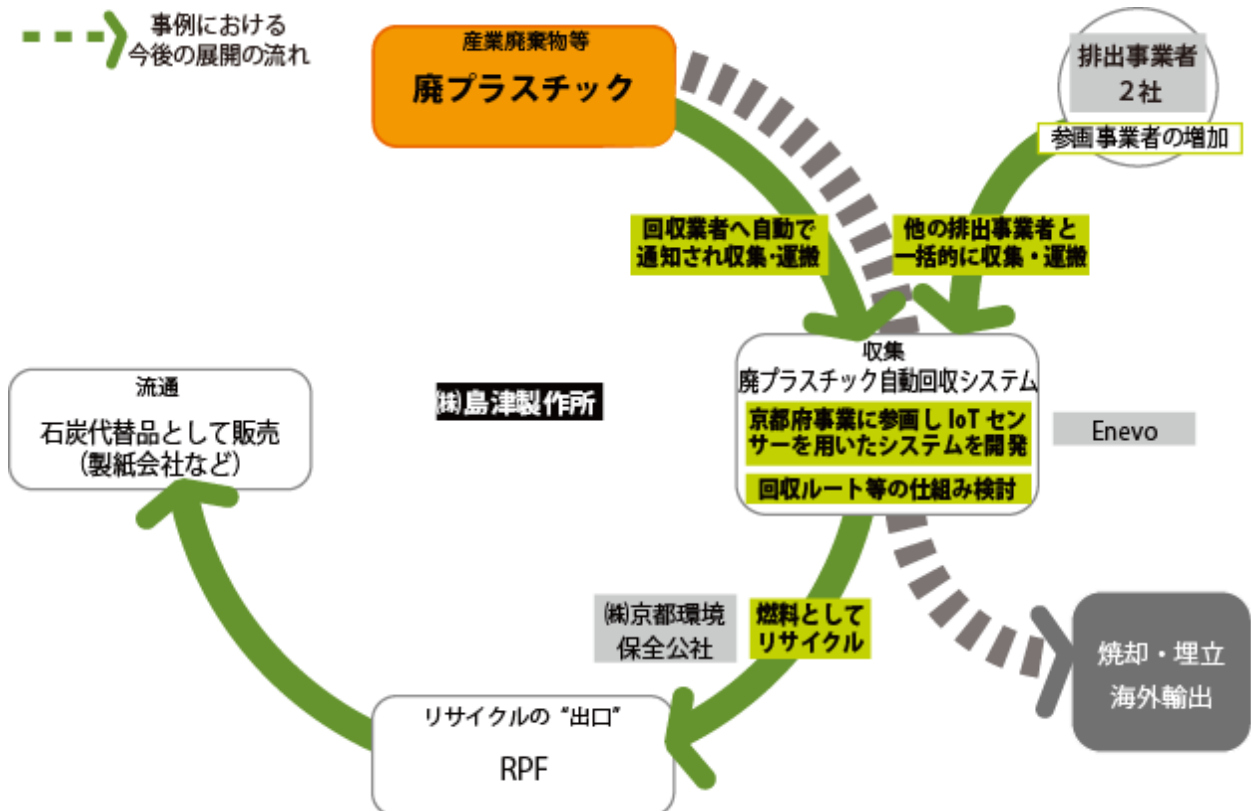 事例における
今後の展開の流れ
産業廃棄物等
廃プラスチック
排出事業者
2社
参画事業者の増加
回収業者へ自動で
通知され収集・運搬
他の排出事業者と
一括的に収集・運搬
収集
廃プラスチック自動回収システム
京都府事業に参画しIoTセン
サーを用いたシステムを開発
回収ルート等の仕組み検討
Enevo
㈱島津製作所
流通
石炭代替品として販売
(製紙会社など)
㈱京都環境
保全公社
燃料として
リサイクル
焼却・埋立
海外輸出
リサイクルの“出口”
RPF